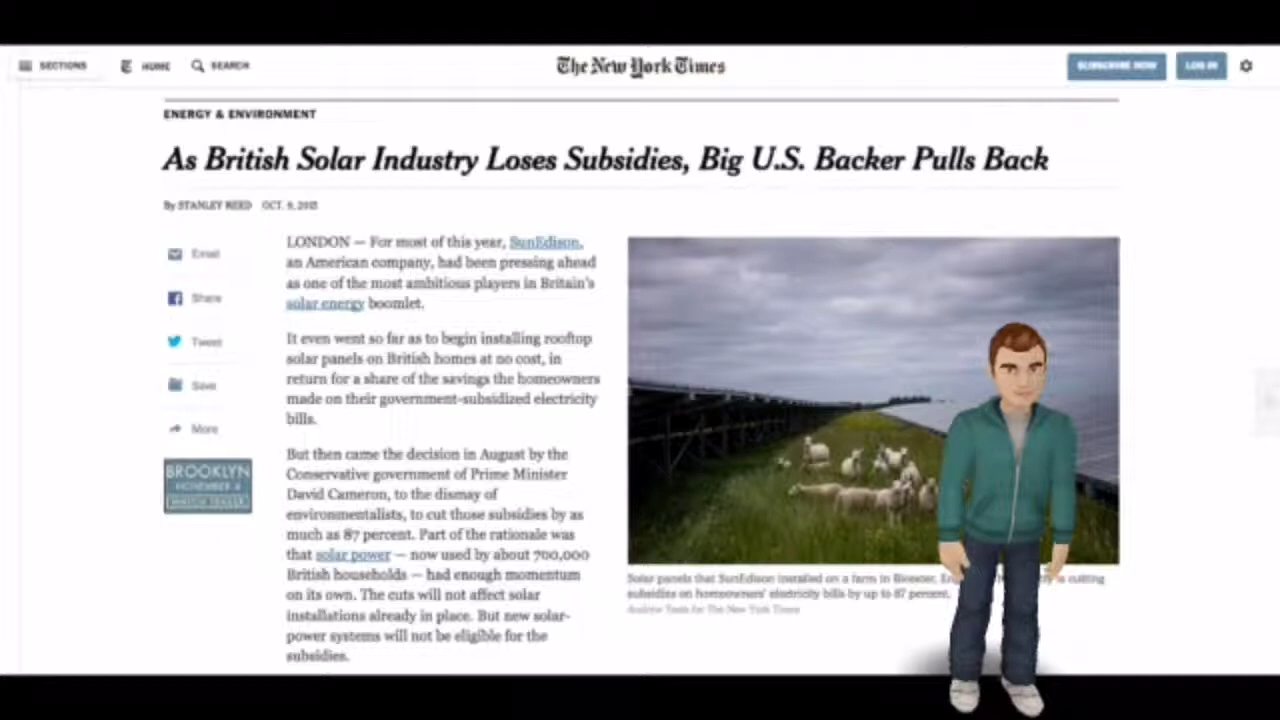 SECTIONS
HOME
SEARCH
The New York Times
SUBSCRIBE NOW
LOG IN
ENERGY & ENVIRONMENT
As British Solar Industry Loses Subsidies, Big U.S. Backer Pulls Back
By STANLEY REED OCT. 9, 2015
Email
Share
Tweet
Save
More
BROOKLYN
NOVEMBER 4
WATCH TRAILER
LONDON — For most of this year, SunEdison,
an American company, had been pressing ahead
as one of the most ambitious players in Britain's
solar energy boomlet.
It even went so far as to begin installing rooftop
solar panels on British homes at no cost, in
return for a share of the savings the homeowners
made on their government-subsidized electricity
bills.
But then came the decision in August by the
Conservative government of Prime Minister
David Cameron, to the dismay of
environmentalists, to cut those subsidies by as
much as 87 percent. Part of the rationale was
that solar power — now used by about 700,000
British households — had enough momentum
on its own. The cuts will not affect solar
installations already in place. But new solar-
power systems will not be eligible for the
subsidies.
Solar panels that SunEdison installed on a farm in Bicester, is cutting
subsidies on homeowners' electricity bills by up to 87 percent.
Andrew Testa for The New York Times